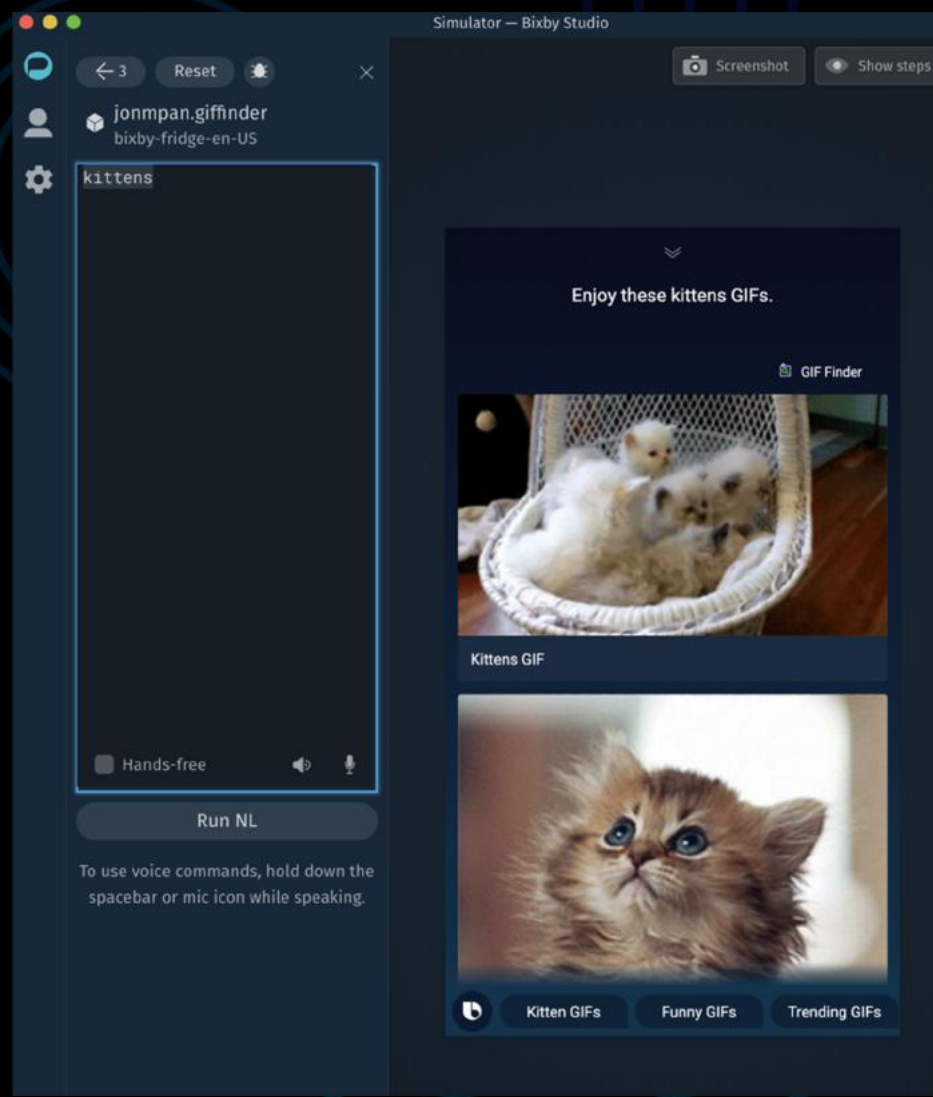 Simulator — Bixby Studio
3
Reset
Screenshot
Show steps
jonmpan.giffinder
bixby-fridge-en-US
kittens
Enjoy these kittens GIFs.
GIF Finder
Kittens GIF
Hands-free
Run NL
To use voice commands, hold down the
spacebar or mic icon while speaking.
Kitten GIFs
Funny GIFs
Trending GIFs